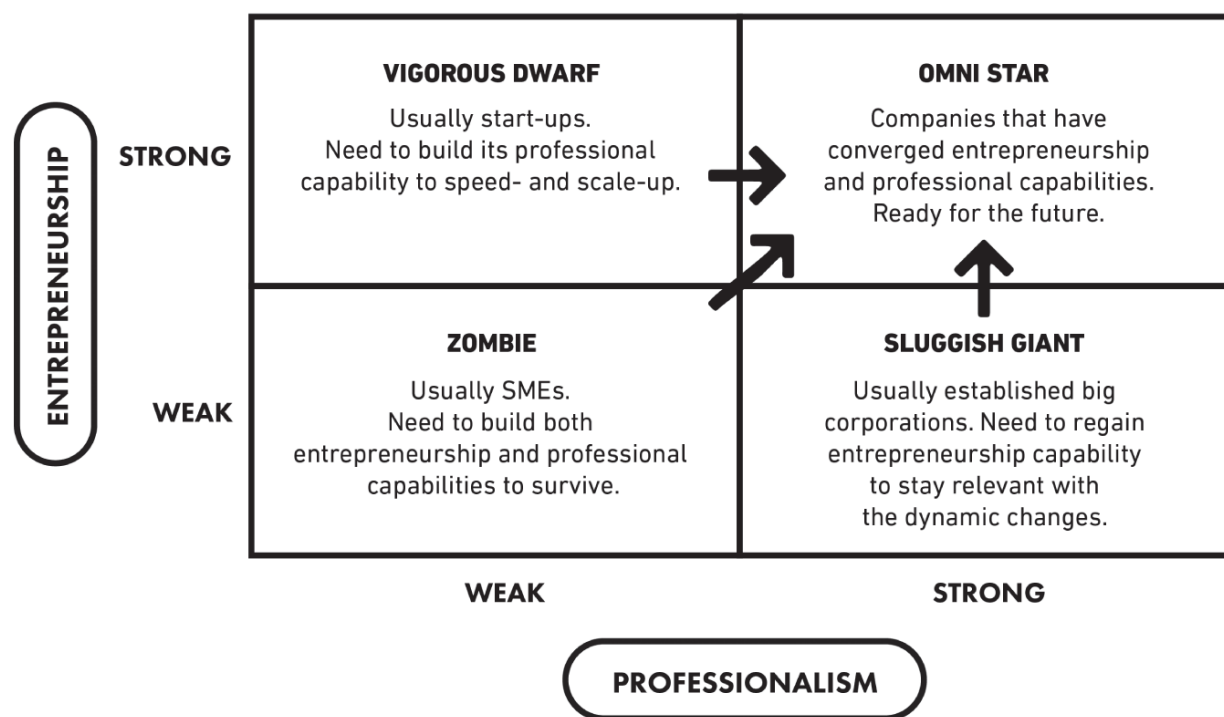 ENTREPRENEURSHIP
STRONG
VIGOROUS DWARF
Usually start-ups.
Need to build its professional
capability to speed- and scale-up.
OMNI STAR
Companies that have
converged entrepreneurship
and professional capabilities.
Ready for the future.
WEAK
ZOMBIE
Usually SMEs.
Need to build both
entrepreneurship and professional
capabilities to survive.
SLUGGISH GIANT
Usually established big
corporations. Need to regain
entrepreneurship capability
to stay relevant with
the dynamic changes.
WEAK
STRONG
PROFESSIONALISM